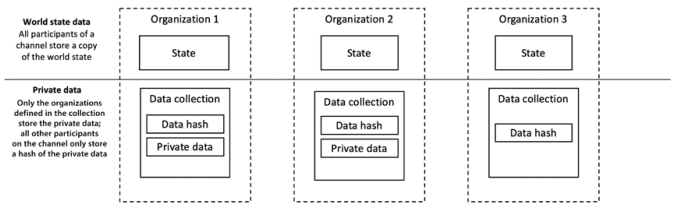 World state data
All participants of a
channel store a copy
of the world state
Organization 1
State
Organization 2
State
Organization 3
State
Private data
Only the organizations
defined in the collection
store the private data;
all other participants
on the channel only store
a hash of the private data
Data collection
Data hash
Private data
Data collection
Data hash
Private data
Data collection
Data hash